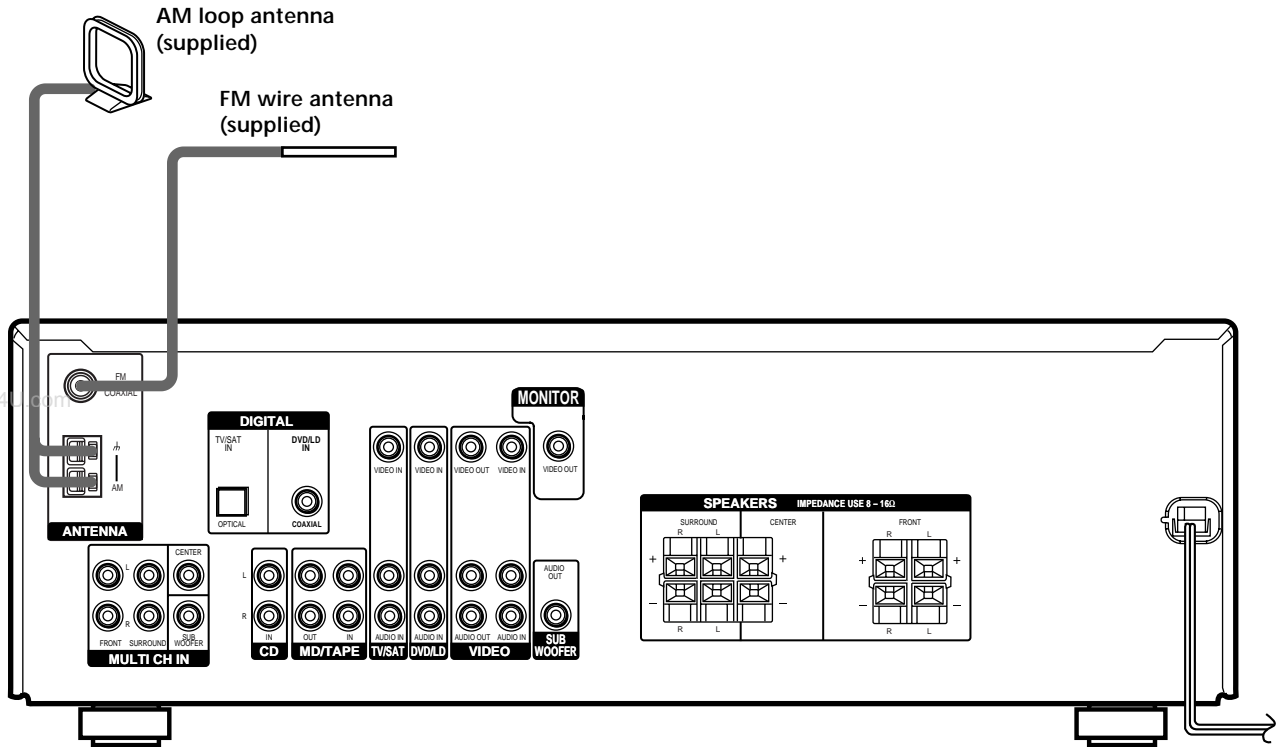 AM loop antenna
(supplied)
FM wire antenna
(supplied)
4U.com
FM
COAXIAL
AM
ANTENNA
DIGITAL
TV/SAT
IN
DVD/LD
IN
OPTICAL
COAXIAL
MONITOR
VIDEO OUT
VIDEO IN
VIDEO IN
VIDEO OUT
VIDEO IN
SPEAKERS IMPEDANCE USE 8 – 16Ω
SURROUND
CENTER
FRONT
R L
R L
+ +
+ +
– –
– –
R L
R L
CENTER
L
R
FRONT
SURROUND
SUB
WOOFER
MULTI CH IN
L
R
IN
CD
OUT
IN
MD/TAPE
AUDIO IN
TV/SAT
AUDIO IN
DVD/LD
AUDIO OUT
AUDIO IN
VIDEO
AUDIO
OUT
SUB
WOOFER